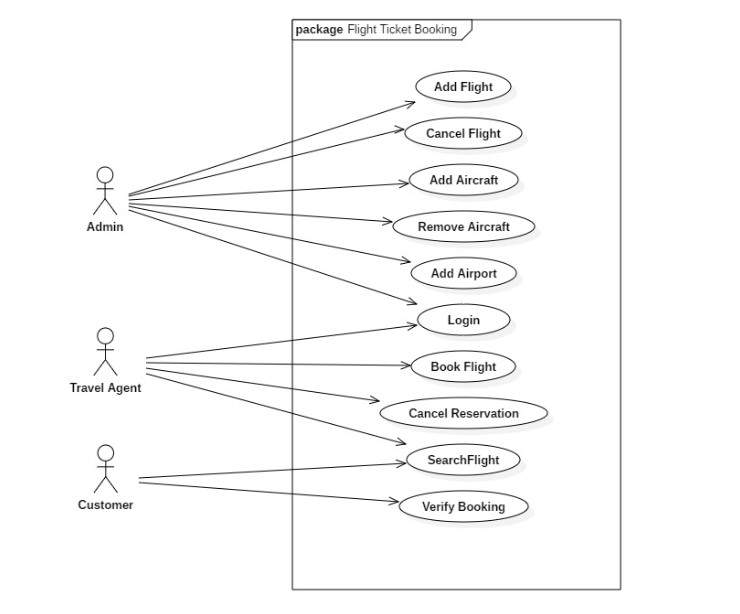 package Flight Ticket Booking
Add Flight
Cancel Flight
Add Aircraft
Admin
Remove Aircraft
Add Airport
Login
Book Flight
Travel Agent
Cancel Reservation
SearchFlight
Customer
Verify Booking